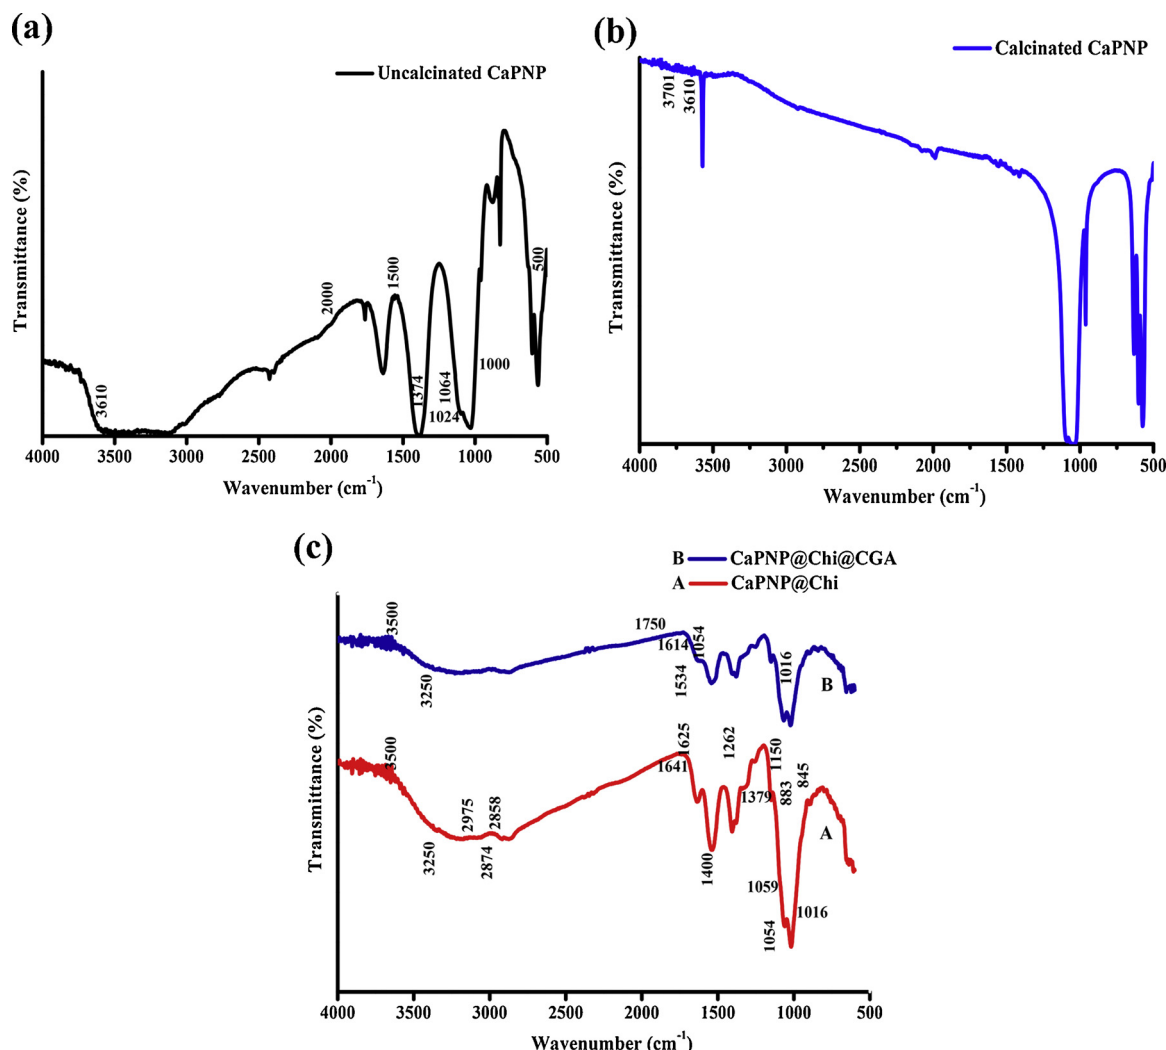 (a)
Uncalcinated CaPNP
Transmittance (%)
3610
2000
1500
1374
1064
1024
1000
500
4000 3000 2000 1500 1000 500
Wavenumber (cm⁻¹)
(b)
Calcinated CaPNP
Transmittance (%)
3701
3610
4000 3500 3000 2500 2000 1500 1000 500
Wavenumber (cm⁻¹)
(c)
B CaPNP@Chi@CGA
A CaPNP@Chi
Transmittance (%)
3500
3250
1750
1614
1054
1534
1016
B
3500
3250
2975
2874
2858
1641
1625
1400
1262
1379
1150
883
845
1059
1054
1016
A
4000 3500 3000 2500 2000 1500 1000 500
Wavenumber (cm⁻¹)